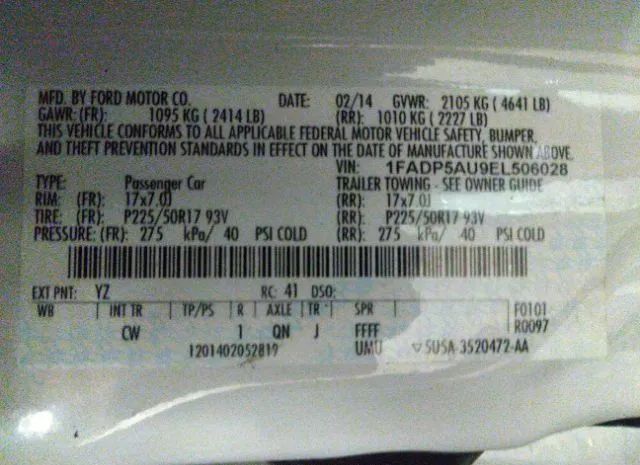 MFD. BY FORD MOTOR CO. DATE: 02/14 GVWR: 2105 KG ( 4641 LB)
GAWR: (FR): 1095 KG ( 2414 LB) (RR): 1010 KG ( 2227 LB)
THIS VEHICLE CONFORMS TO ALL APPLICABLE FEDERAL MOTOR VEHICLE SAFETY, BUMPER,
AND THEFT PREVENTION STANDARDS IN EFFECT ON THE DATE OF MANUFACTURE SHOWN ABOVE.
VIN: 1FADP5AU9EL506028
TYPE: Passenger Car TRAILER TOWING - SEE OWNER GUIDE
RIM: (FR): 17x7.0J (RR): 17x7.0J
TIRE: (FR): P225/50R17 93V (RR): P225/50R17 93V
PRESSURE: (FR): 275 kPa/ 40 PSI COLD (RR): 275 kPa/ 40 PSI COLD
EXT PNT: YZ RC: 41 DSO:
WB INT TR TP/PS R AXLE TR SPR F0101
CW 1 QN J FFFF R0097
1201402052819 UMU ▽5U5A-3520472-AA